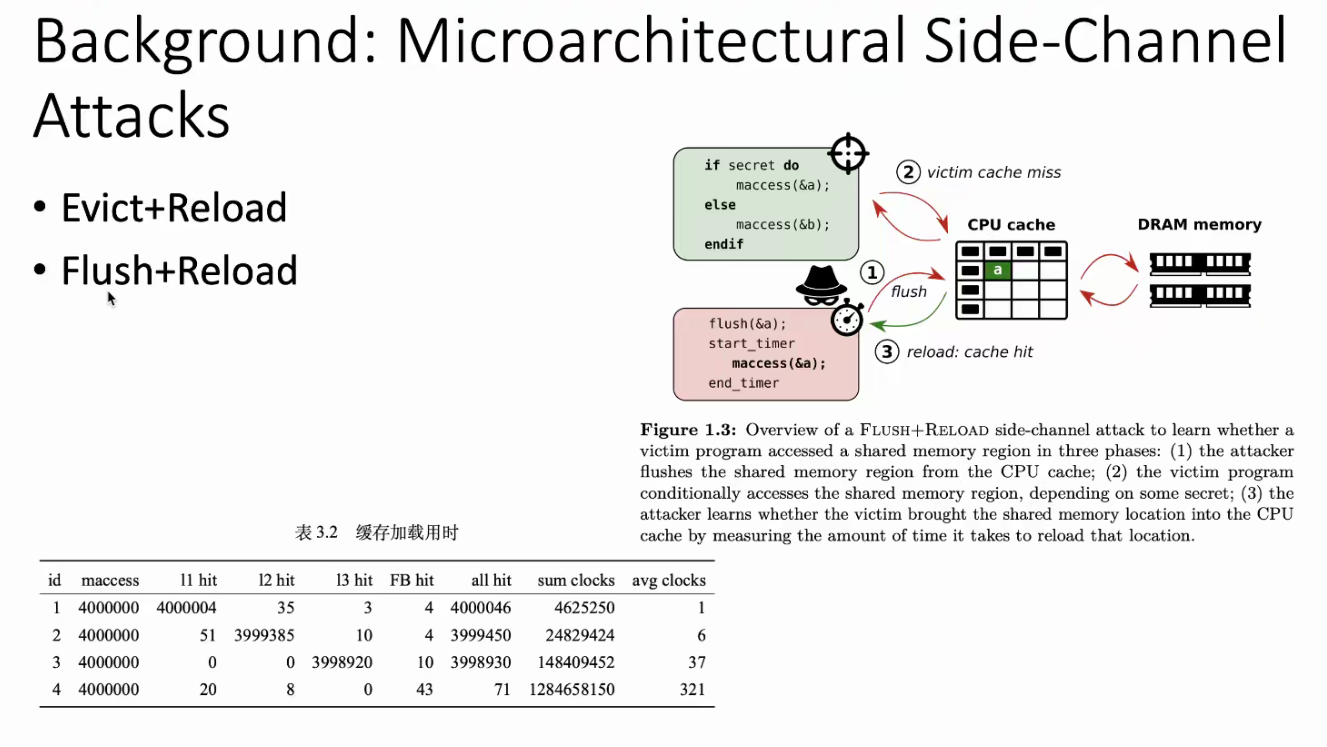 Background: Microarchitectural Side-Channel
Attacks
• Evict+Reload
• Flush+Reload
if secret do
maccess(&a);
else
maccess(&b);
endif
2 victim cache miss
CPU cache
DRAM memory
a
1
flush
flush(&a);
start_timer
maccess(&a);
end_timer
3 reload: cache hit
Figure 1.3: Overview of a FLUSH+RELOAD side-channel attack to learn whether a
victim program accessed a shared memory region in three phases: (1) the attacker
flushes the shared memory region from the CPU cache; (2) the victim program
conditionally accesses the shared memory region, depending on some secret; (3) the
attacker learns whether the victim brought the shared memory location into the CPU
cache by measuring the amount of time it takes to reload that location.
表 3.2 缓存加载用时
id maccess l1 hit l2 hit l3 hit FB hit all hit sum clocks avg clocks
1 4000000 4000004 35 3 4 4000046 4625250 1
2 4000000 51 3999385 10 4 3999450 24829424 6
3 4000000 0 0 3998920 10 3998930 148409452 37
4 4000000 20 8 0 43 71 1284658150 321